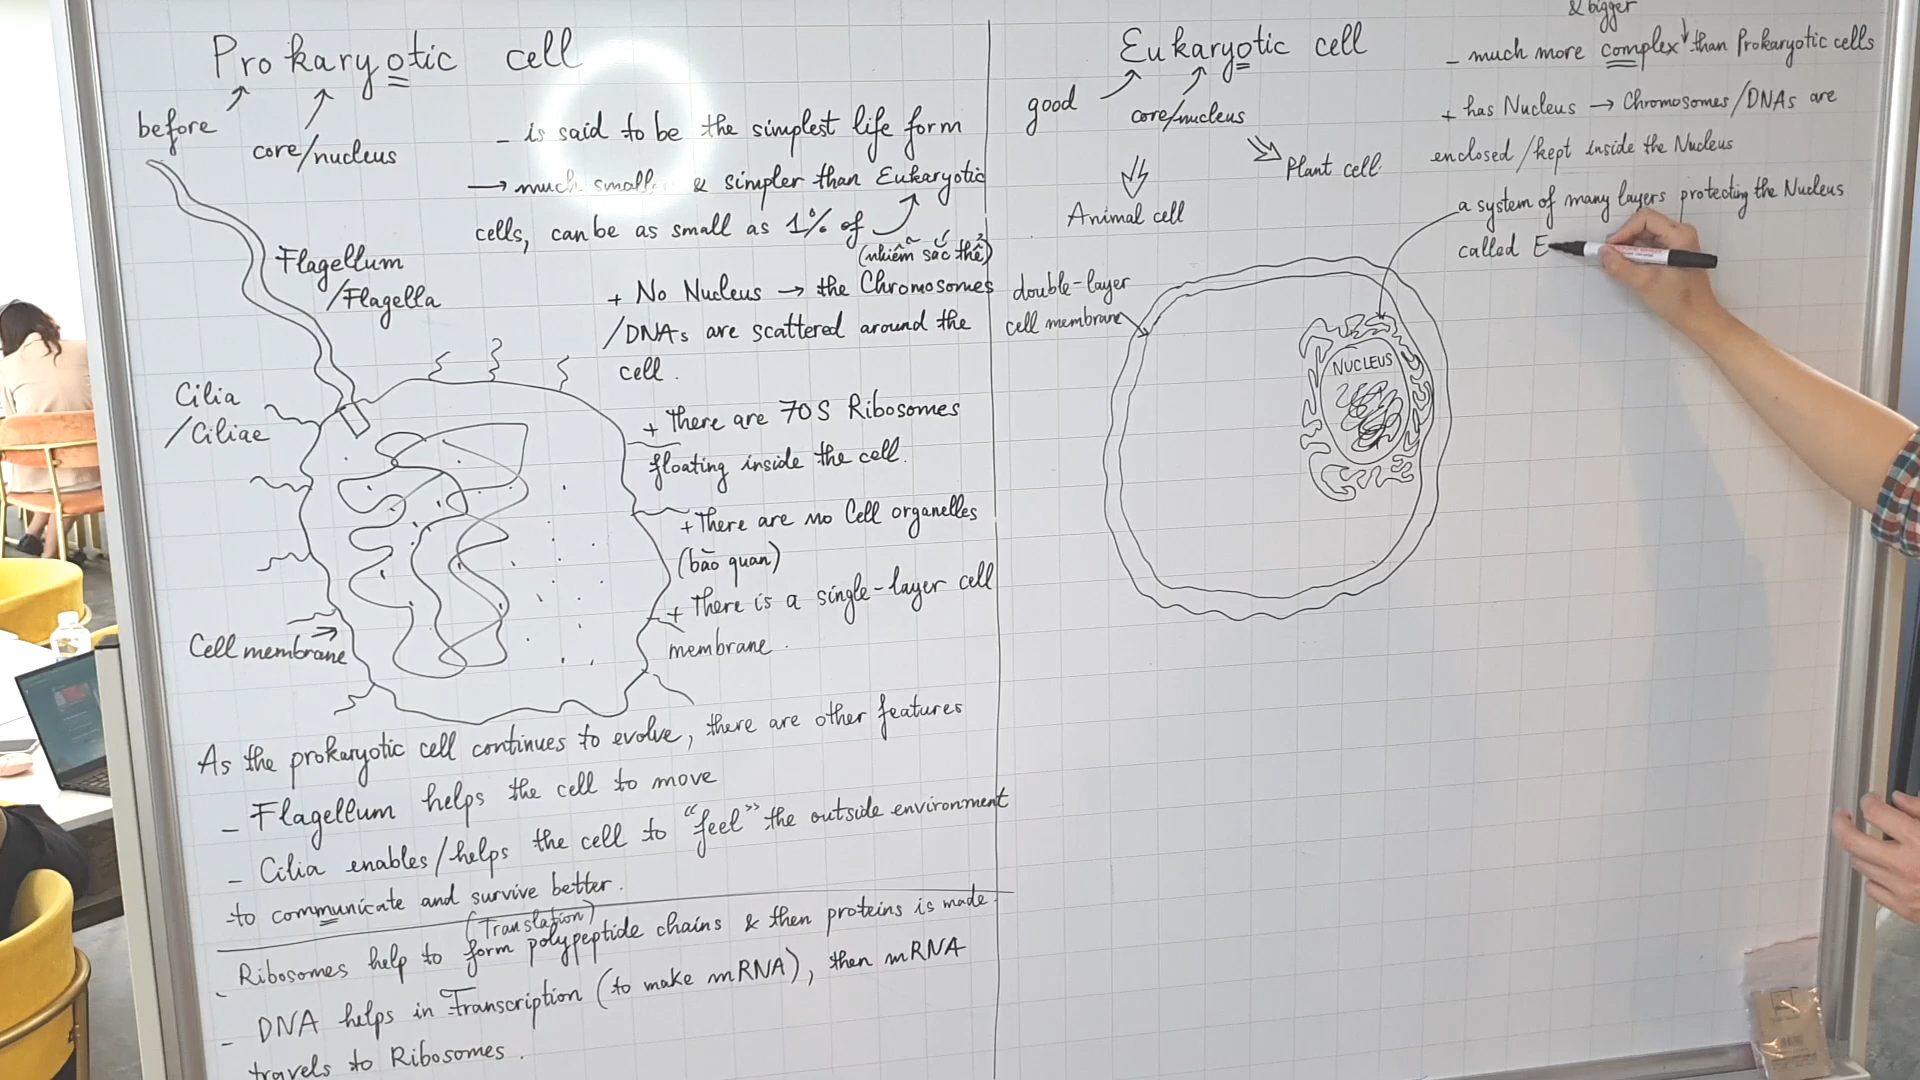 Prokaryotic cell
before
core/nucleus
- is said to be the simplest life form
→ much small & simpler than Eukaryotic
cells, can be as small as 1% of
(nhiễm sắc thể)
Flagellum
/Flagella
+ No Nucleus → the Chromosomes
/DNAs are scattered around the
cell.
Cilia
/Ciliae
+ There are 70S Ribosomes
floating inside the cell.
+ There are no Cell organelles
(bào quan)
+ There is a single-layer cell
membrane.
Cell membrane
As the prokaryotic cell continues to evolve, there are other features
- Flagellum helps the cell to move
- Cilia enables/helps the cell to "feel" the outside environment
to communicate and survive better.
(Translation)
- Ribosomes help to form polypeptide chains & then proteins is made.
- DNA helps in Transcription (to make mRNA), then mRNA
travels to Ribosomes.
Eukaryotic cell
good
core/nucleus
Animal cell
Plant cell
& bigger
- much more complex than Prokaryotic cells
+ has Nucleus → Chromosomes/DNAs are
enclosed/kept inside the Nucleus
a system of many layers protecting the Nucleus
called E
double-layer
cell membrane
NUCLEUS